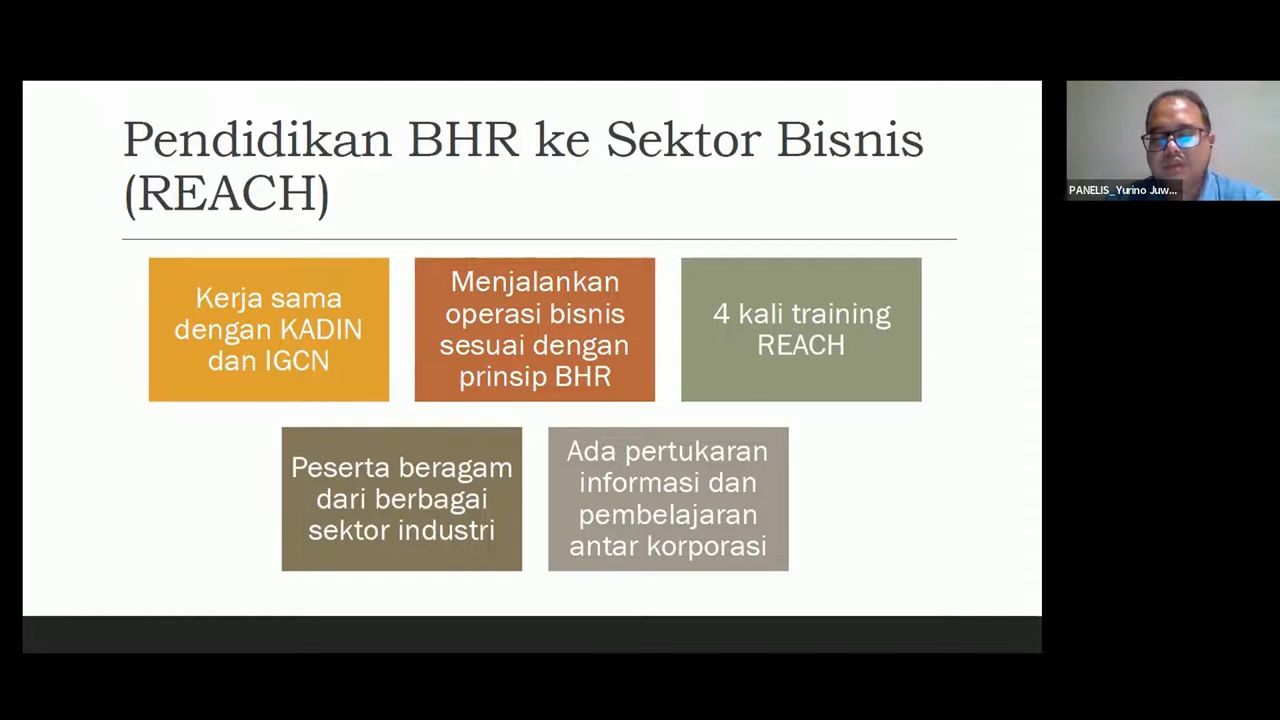 Pendidikan BHR ke Sektor Bisnis
(REACH)
Kerja sama
dengan KADIN
dan IGCN
Menjalankan
operasi bisnis
sesuai dengan
prinsip BHR
4 kali training
REACH
Peserta beragam
dari berbagai
sektor industri
Ada pertukaran
informasi dan
pembelajaran
antar korporasi
PANELIS_Yurino Juw...